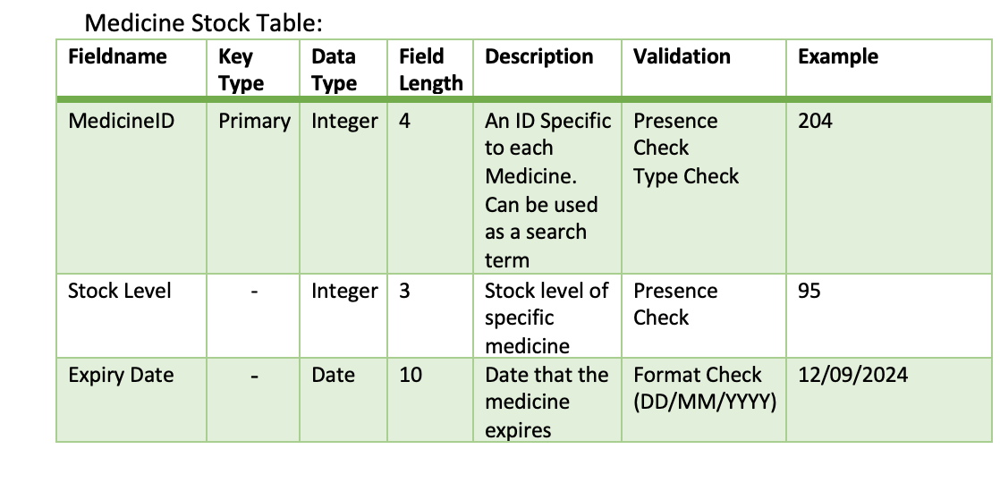 Medicine Stock Table:
Fieldname Key Type Data Type Field Length Description Validation Example
MedicineID Primary Integer 4 An ID Specific to each Medicine. Can be used as a search term Presence Check Type Check 204
Stock Level - Integer 3 Stock level of specific medicine Presence Check 95
Expiry Date - Date 10 Date that the medicine expires Format Check (DD/MM/YYYY) 12/09/2024